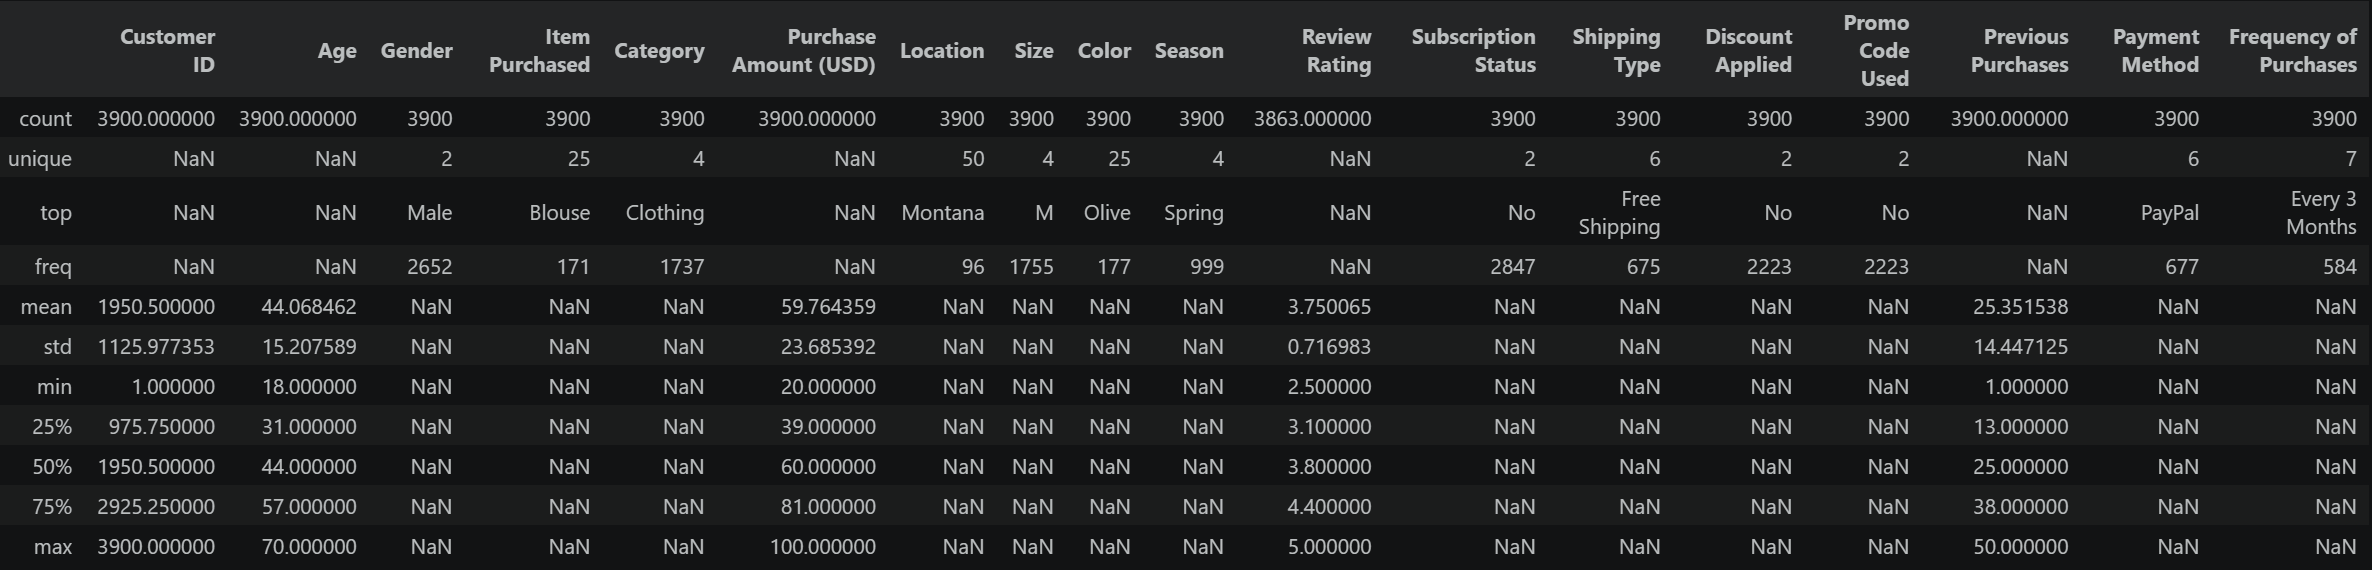 Customer ID Age Gender Item Purchased Category Purchase Amount (USD) Location Size Color Season Review Rating Subscription Status Shipping Type Discount Applied Promo Code Used Previous Purchases Payment Method Frequency of Purchases
count 3900.000000 3900.000000 3900 3900 3900 3900.000000 3900 3900 3900 3900 3863.000000 3900 3900 3900 3900 3900.000000 3900 3900
unique NaN NaN 2 25 4 NaN 50 4 25 4 NaN 2 6 2 2 NaN 6 7
top NaN NaN Male Blouse Clothing NaN Montana M Olive Spring NaN No Free Shipping No No NaN PayPal Every 3 Months
freq NaN NaN 2652 171 1737 NaN 96 1755 177 999 NaN 2847 675 2223 2223 NaN 677 584
mean 1950.500000 44.068462 NaN NaN NaN 59.764359 NaN NaN NaN NaN 3.750065 NaN NaN NaN NaN 25.351538 NaN NaN
std 1125.977353 15.207589 NaN NaN NaN 23.685392 NaN NaN NaN NaN 0.716983 NaN NaN NaN NaN 14.447125 NaN NaN
min 1.000000 18.000000 NaN NaN NaN 20.000000 NaN NaN NaN NaN 2.500000 NaN NaN NaN NaN 1.000000 NaN NaN
25% 975.750000 31.000000 NaN NaN NaN 39.000000 NaN NaN NaN NaN 3.100000 NaN NaN NaN NaN 13.000000 NaN NaN
50% 1950.500000 44.000000 NaN NaN NaN 60.000000 NaN NaN NaN NaN 3.800000 NaN NaN NaN NaN 25.000000 NaN NaN
75% 2925.250000 57.000000 NaN NaN NaN 81.000000 NaN NaN NaN NaN 4.400000 NaN NaN NaN NaN 38.000000 NaN NaN
max 3900.000000 70.000000 NaN NaN NaN 100.000000 NaN NaN NaN NaN 5.000000 NaN NaN NaN NaN 50.000000 NaN NaN